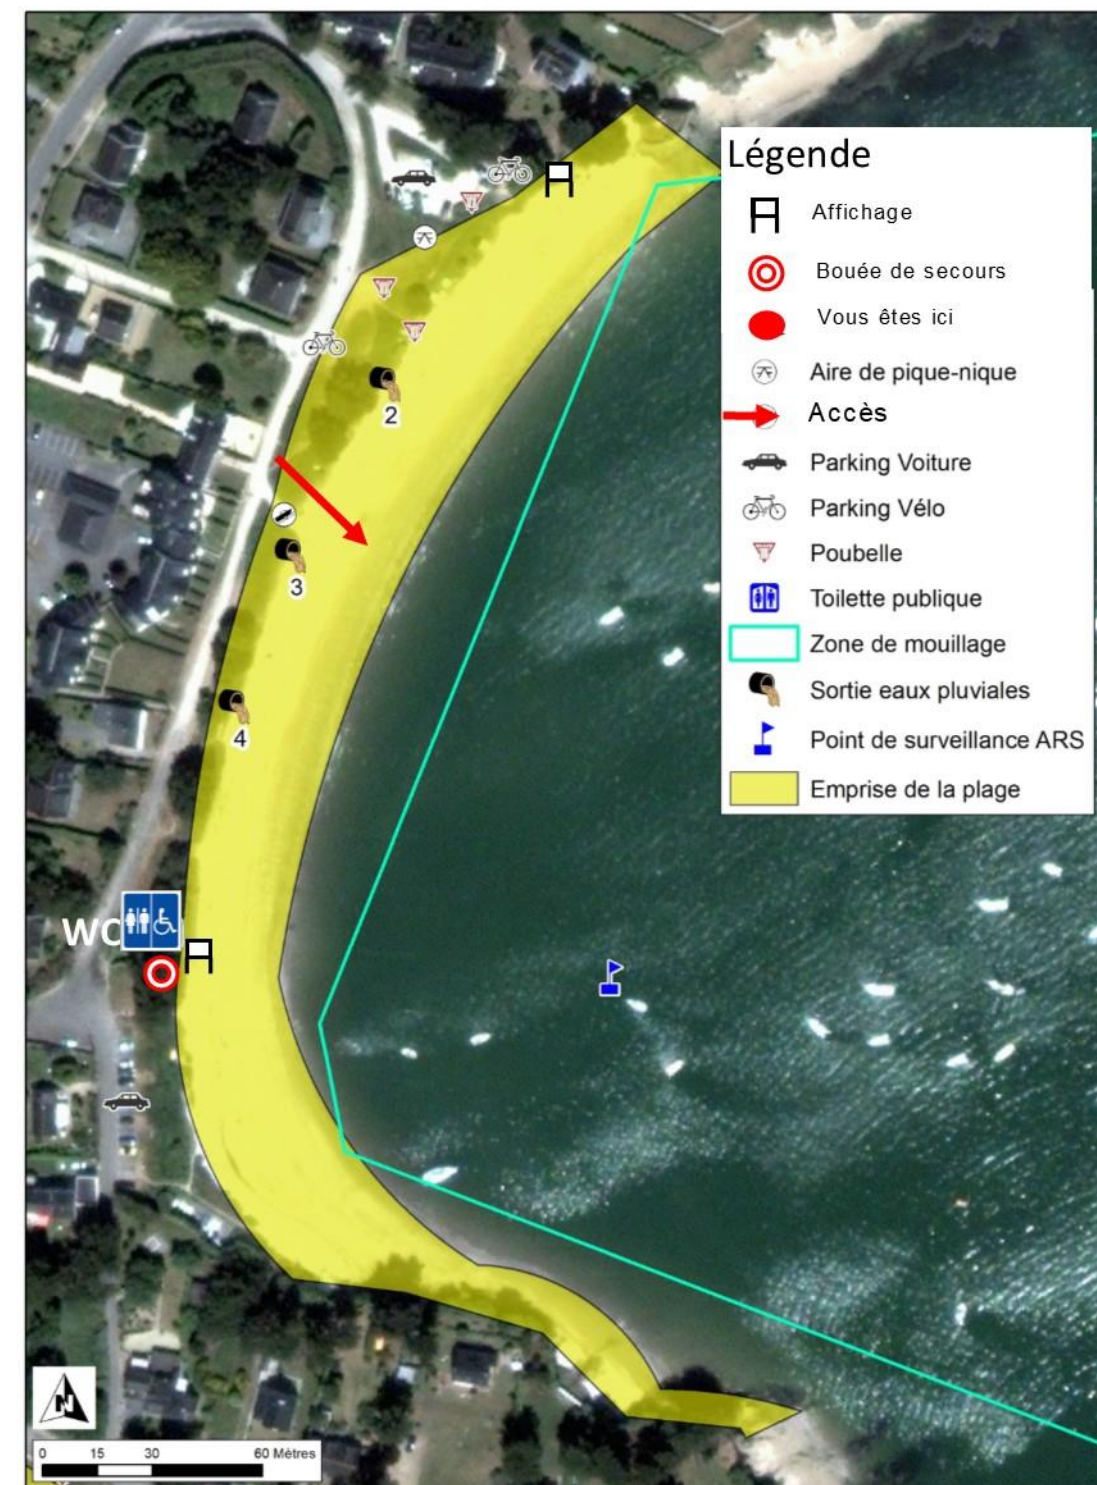 Légende
Affichage
Bouée de secours
Vous êtes ici
Aire de pique-nique
Accès
Parking Voiture
Parking Vélo
Poubelle
Toilette publique
Zone de mouillage
Sortie eaux pluviales
Point de surveillance ARS
Emprise de la plage
2
3
4
WC
N
0 15 30 60 Mètres